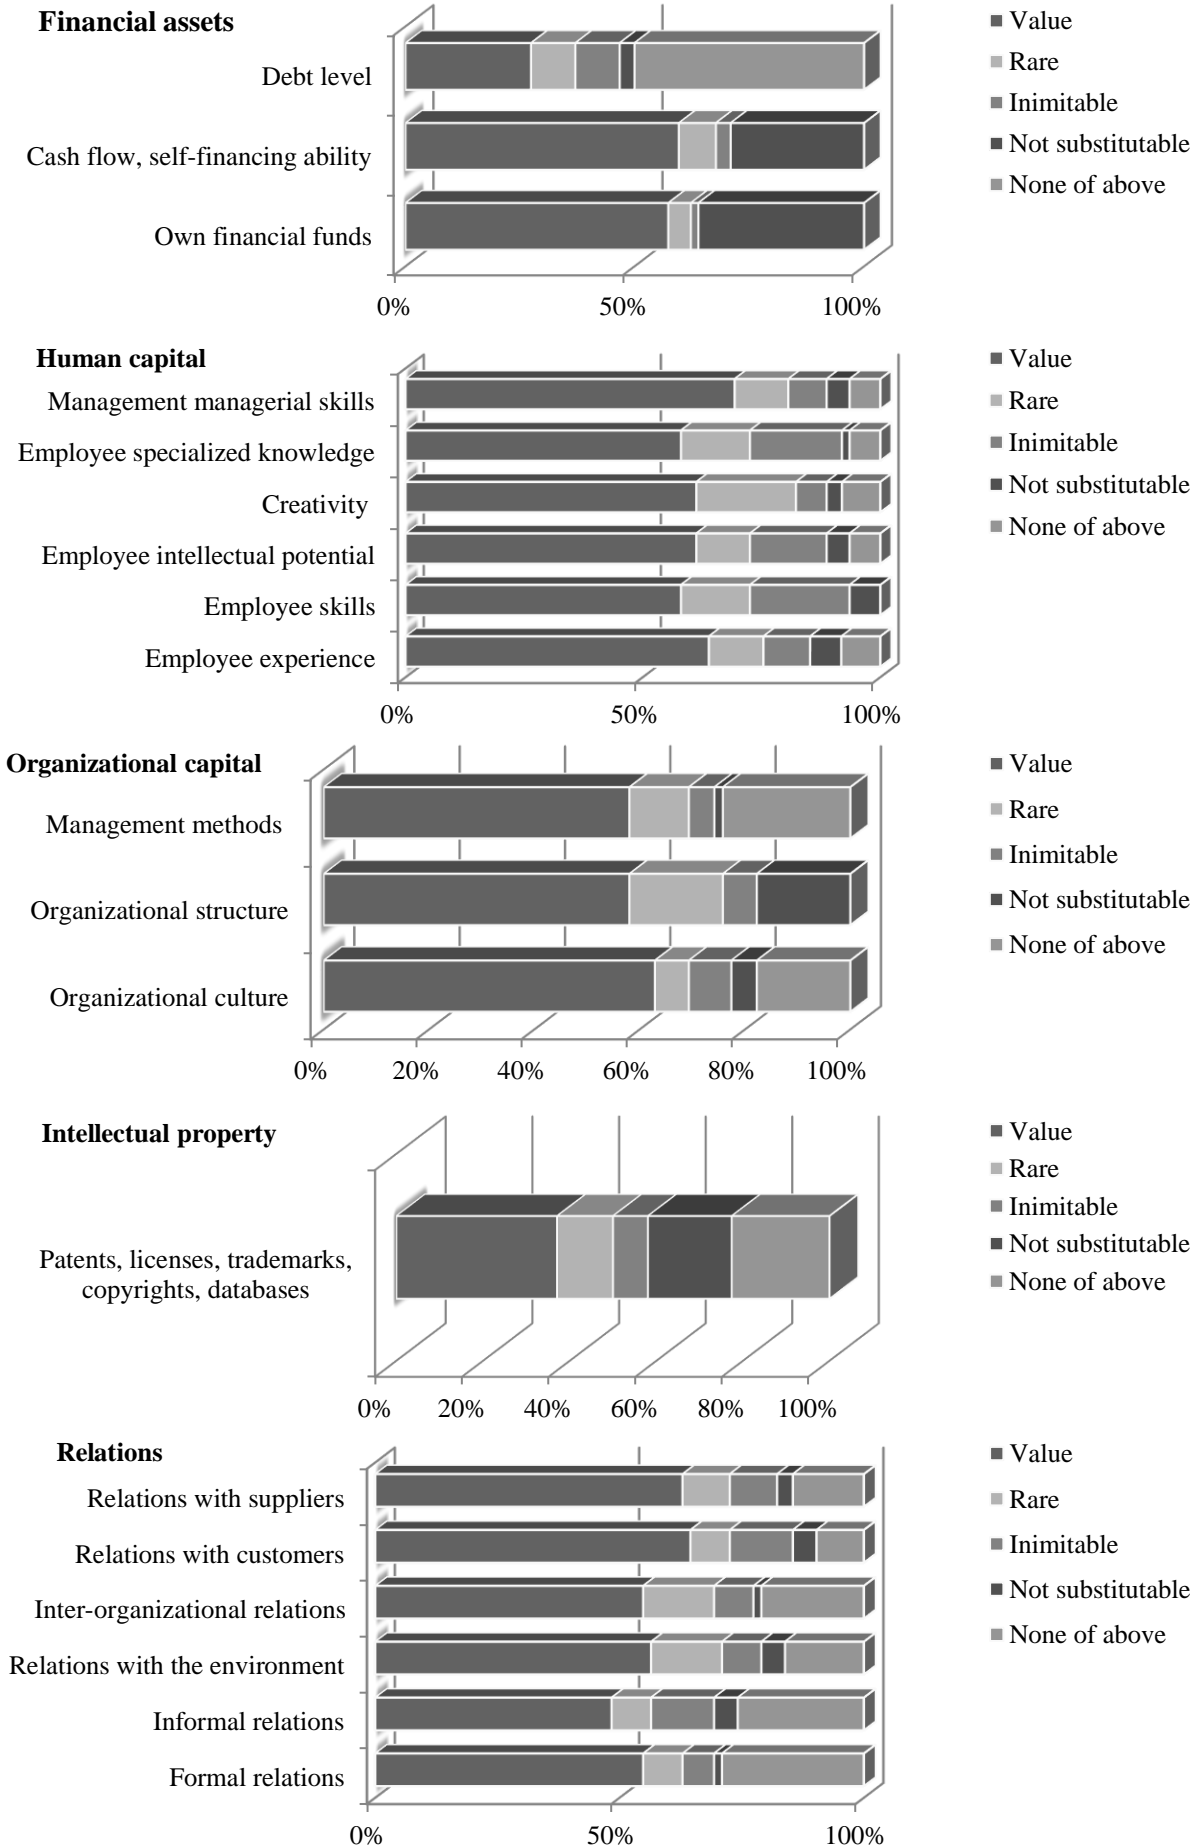 Financial assets
Debt level
Cash flow, self-financing ability
Own financial funds
0% 50% 100%
Value
Rare
Inimitable
Not substitutable
None of above
Human capital
Management managerial skills
Employee specialized knowledge
Creativity
Employee intellectual potential
Employee skills
Employee experience
0% 50% 100%
Value
Rare
Inimitable
Not substitutable
None of above
Organizational capital
Management methods
Organizational structure
Organizational culture
0% 20% 40% 60% 80% 100%
Value
Rare
Inimitable
Not substitutable
None of above
Intellectual property
Patents, licenses, trademarks,
copyrights, databases
0% 20% 40% 60% 80% 100%
Value
Rare
Inimitable
Not substitutable
None of above
Relations
Relations with suppliers
Relations with customers
Inter-organizational relations
Relations with the environment
Informal relations
Formal relations
0% 50% 100%
Value
Rare
Inimitable
Not substitutable
None of above